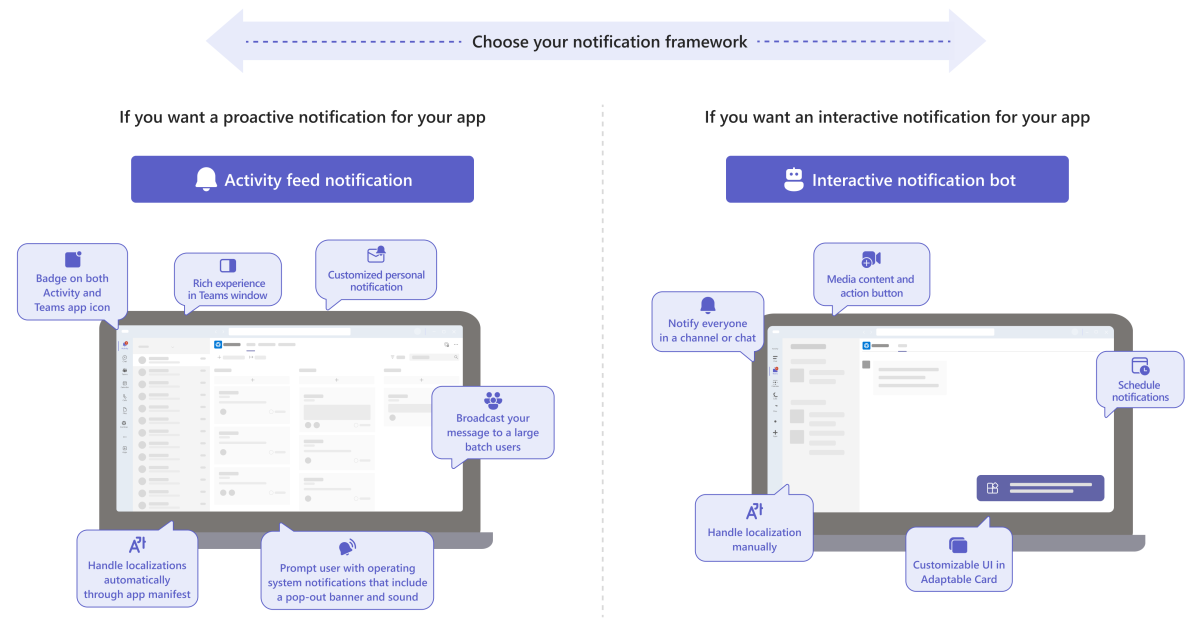 Choose your notification framework
If you want a proactive notification for your app
Activity feed notification
Badge on both
Activity and
Teams app icon
Rich experience
in Teams window
Customized personal
notification
Broadcast your
message to a large
batch users
Handle localizations
automatically
through app manifest
Prompt user with operating
system notifications that include
a pop-out banner and sound
If you want an interactive notification for your app
Interactive notification bot
Media content and
action button
Notify everyone
in a channel or chat
Schedule
notifications
Handle localization
manually
Customizable UI in
Adaptable Card